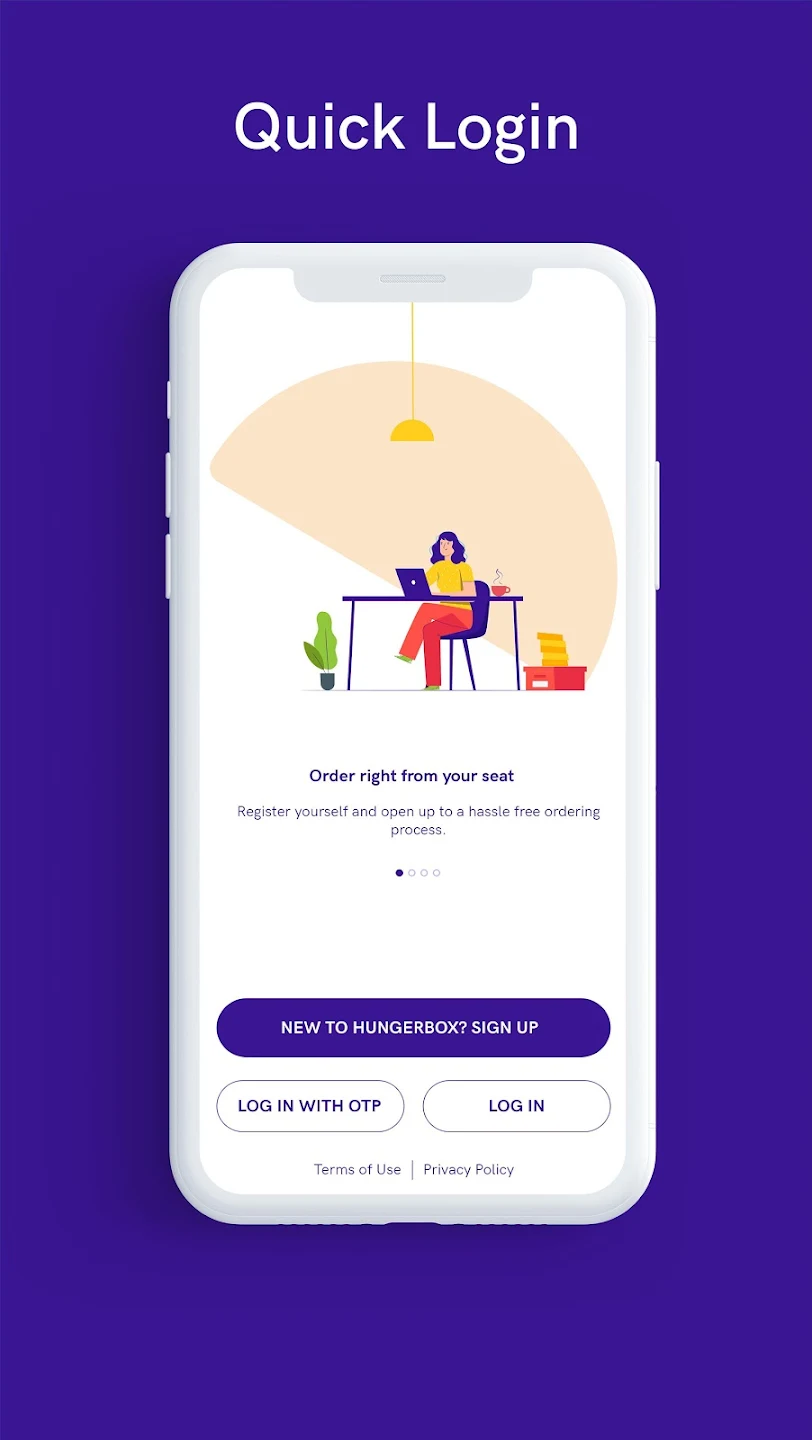 Quick Login
Order right from your seat
Register yourself and open up to a hassle free ordering
process.
NEW TO HUNGERBOX? SIGN UP
LOG IN WITH OTP
LOG IN
Terms of Use | Privacy Policy